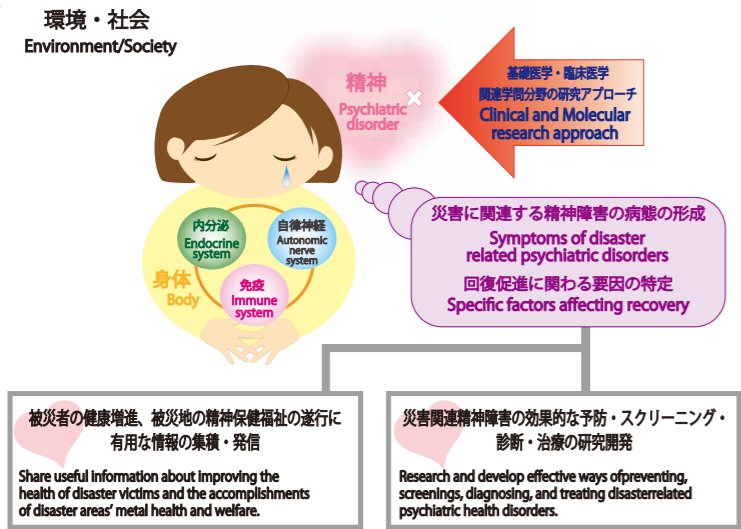 環境・社会
Environment/Society
精神
Psychiatric
disorder
基礎医学・臨床医学
関連学問分野の研究アプローチ
Clinical and Molecular
research approach
内分泌
Endocrine
system
自律神経
Autonomic
nerve
system
免疫
Immune
system
身体
Body
災害に関連する精神障害の病態の形成
Symptoms of disaster
related psychiatric disorders
回復促進に関わる要因の特定
Specific factors affecting recovery
被災者の健康増進、被災地の精神保健福祉の遂行に
有用な情報の集積・発信
Share useful information about improving the
health of disaster victims and the accomplishments
of disaster areas’ metal health and welfare.
災害関連精神障害の効果的な予防・スクリーニング・
診断・治療の研究開発
Research and develop effective ways ofpreventing,
screenings, diagnosing, and treating disasterrelated
psychiatric health disorders.